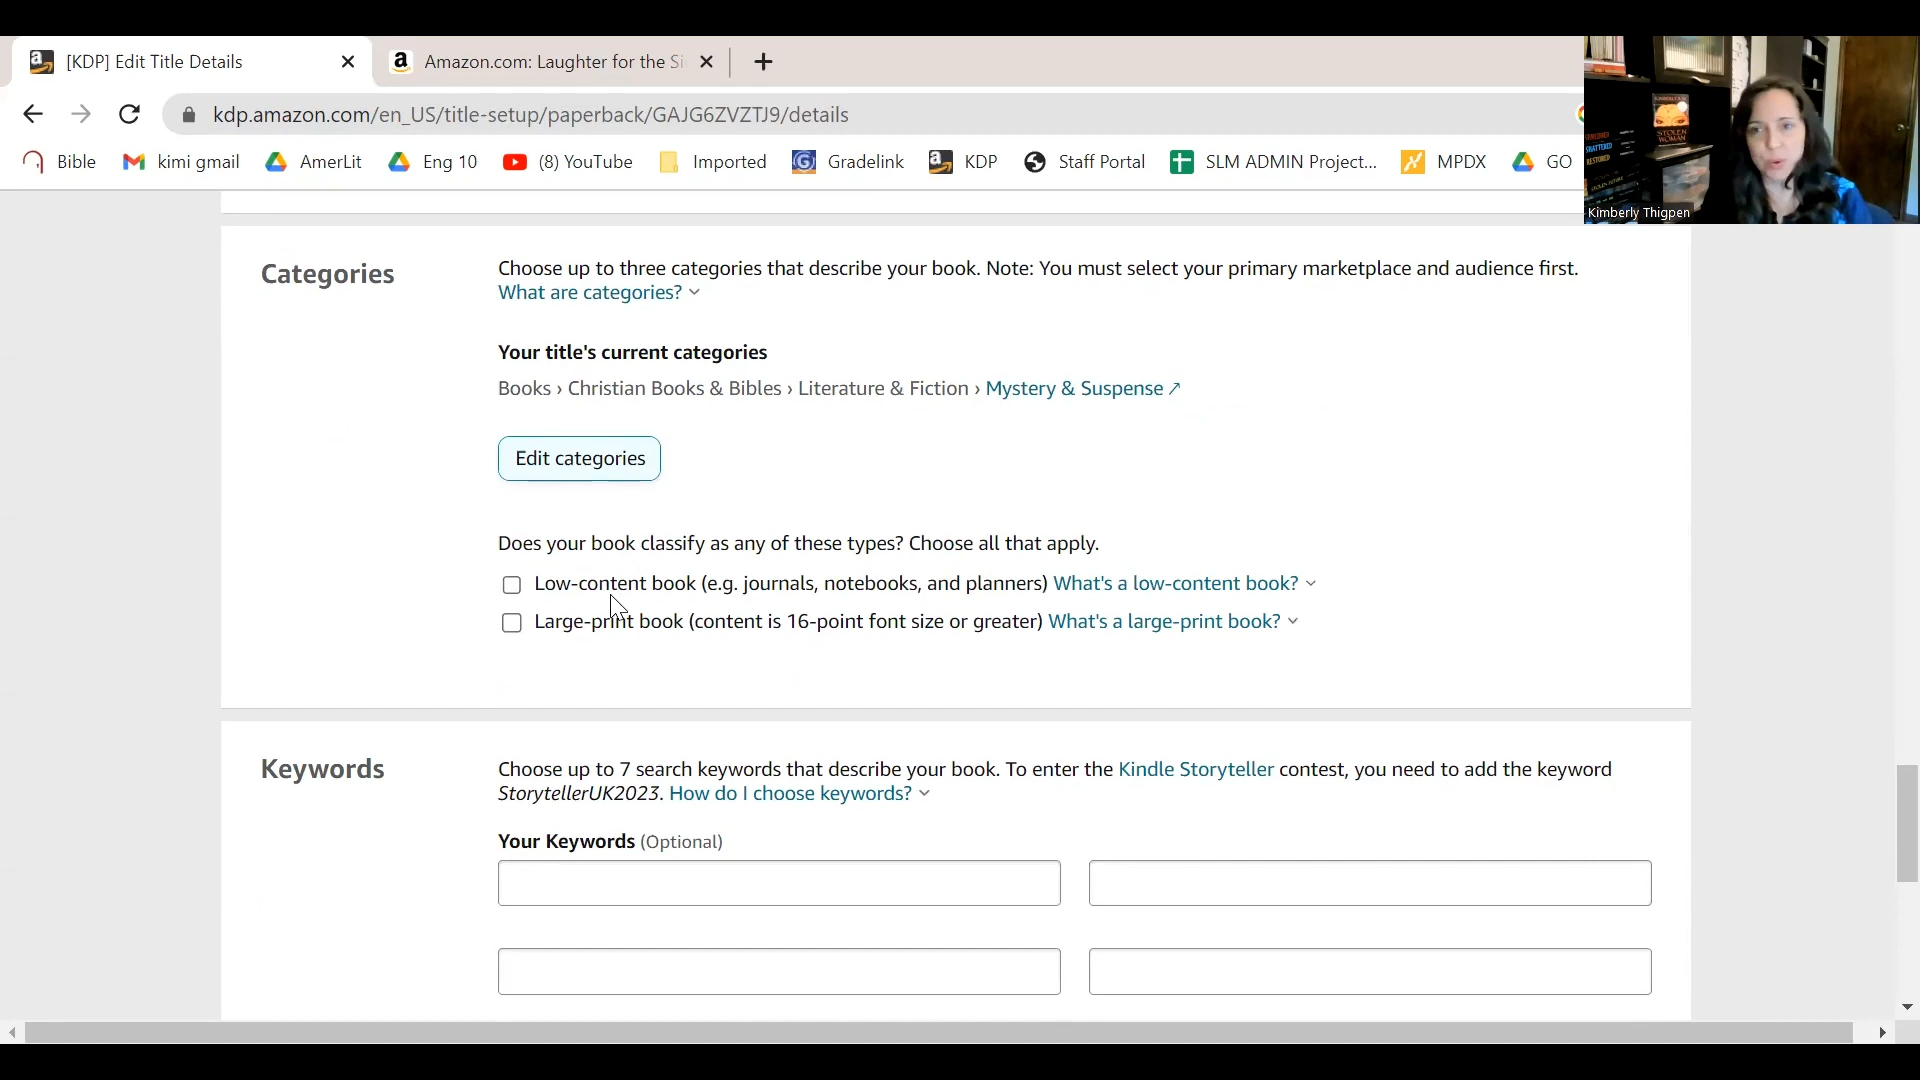 [KDP] Edit Title Details
Amazon.com: Laughter for the Si
kdp.amazon.com/en_US/title-setup/paperback/GAJG6ZVZTJ9/details
Bible kimi gmail AmerLit Eng 10 (8) YouTube Imported Gradelink KDP Staff Portal SLM ADMIN Project... MPDX GO
STOLEN
WOMAN
SHATTERED
RESTORED
Kimberly Thigpen
Categories
Choose up to three categories that describe your book. Note: You must select your primary marketplace and audience first.
What are categories?
Your title's current categories
Books › Christian Books & Bibles › Literature & Fiction › Mystery & Suspense ↗
Edit categories
Does your book classify as any of these types? Choose all that apply.
Low-content book (e.g. journals, notebooks, and planners) What's a low-content book?
Large-print book (content is 16-point font size or greater) What's a large-print book?
Keywords
Choose up to 7 search keywords that describe your book. To enter the Kindle Storyteller contest, you need to add the keyword
StorytellerUK2023. How do I choose keywords?
Your Keywords (Optional)